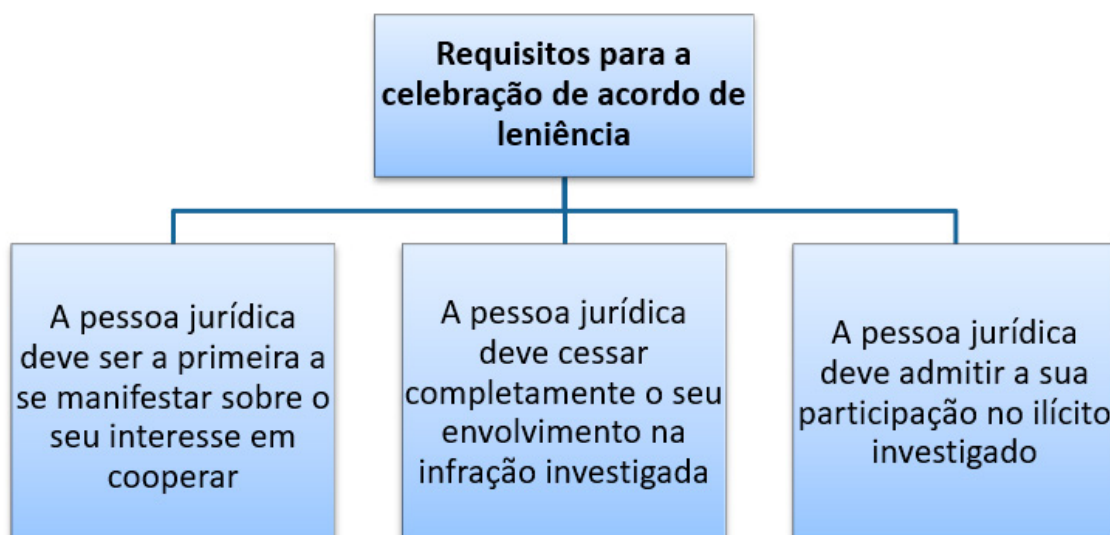 Requisitos para a
celebração de acordo de
leniência
A pessoa jurídica
deve ser a primeira a
se manifestar sobre o
seu interesse em
cooperar
A pessoa jurídica
deve cessar
completamente o seu
envolvimento na
infração investigada
A pessoa jurídica
deve admitir a sua
participação no ilícito
investigado